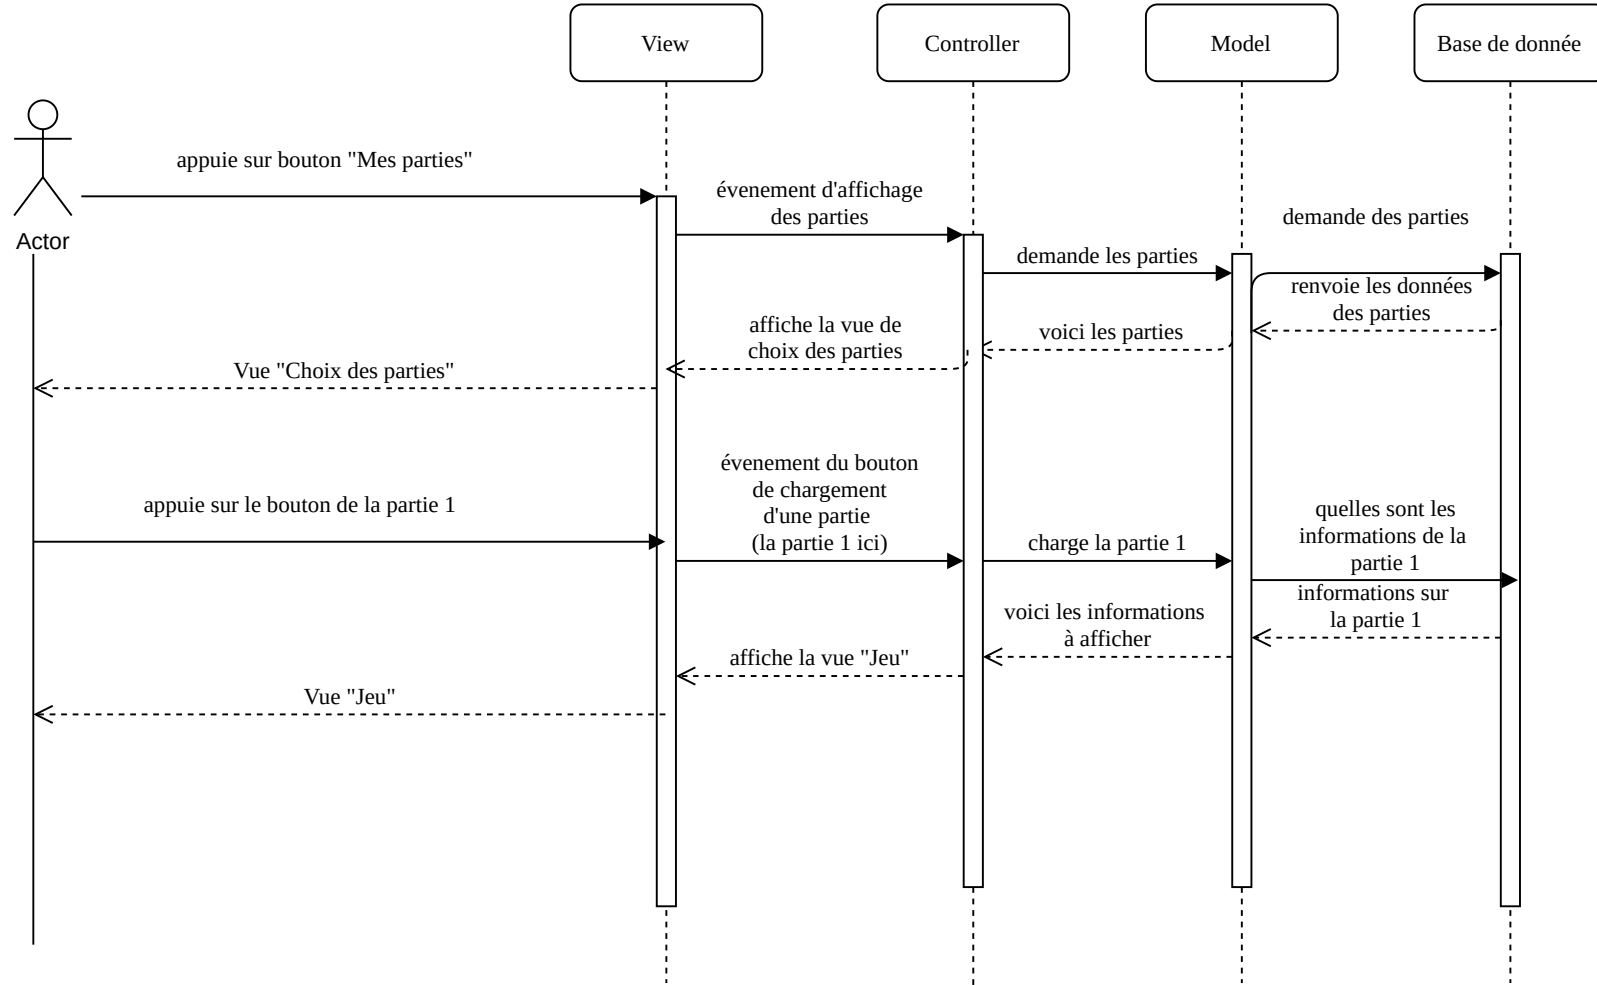 View
Controller
Model
Base de donnée
Actor
appuie sur bouton "Mes parties"
évenement d'affichage
des parties
demande les parties
demande des parties
renvoie les données
des parties
voici les parties
affiche la vue de
choix des parties
Vue "Choix des parties"
appuie sur le bouton de la partie 1
évenement du bouton
de chargement
d'une partie
(la partie 1 ici)
charge la partie 1
quelles sont les
informations de la
partie 1
informations sur
la partie 1
voici les informations
à afficher
affiche la vue "Jeu"
Vue "Jeu"